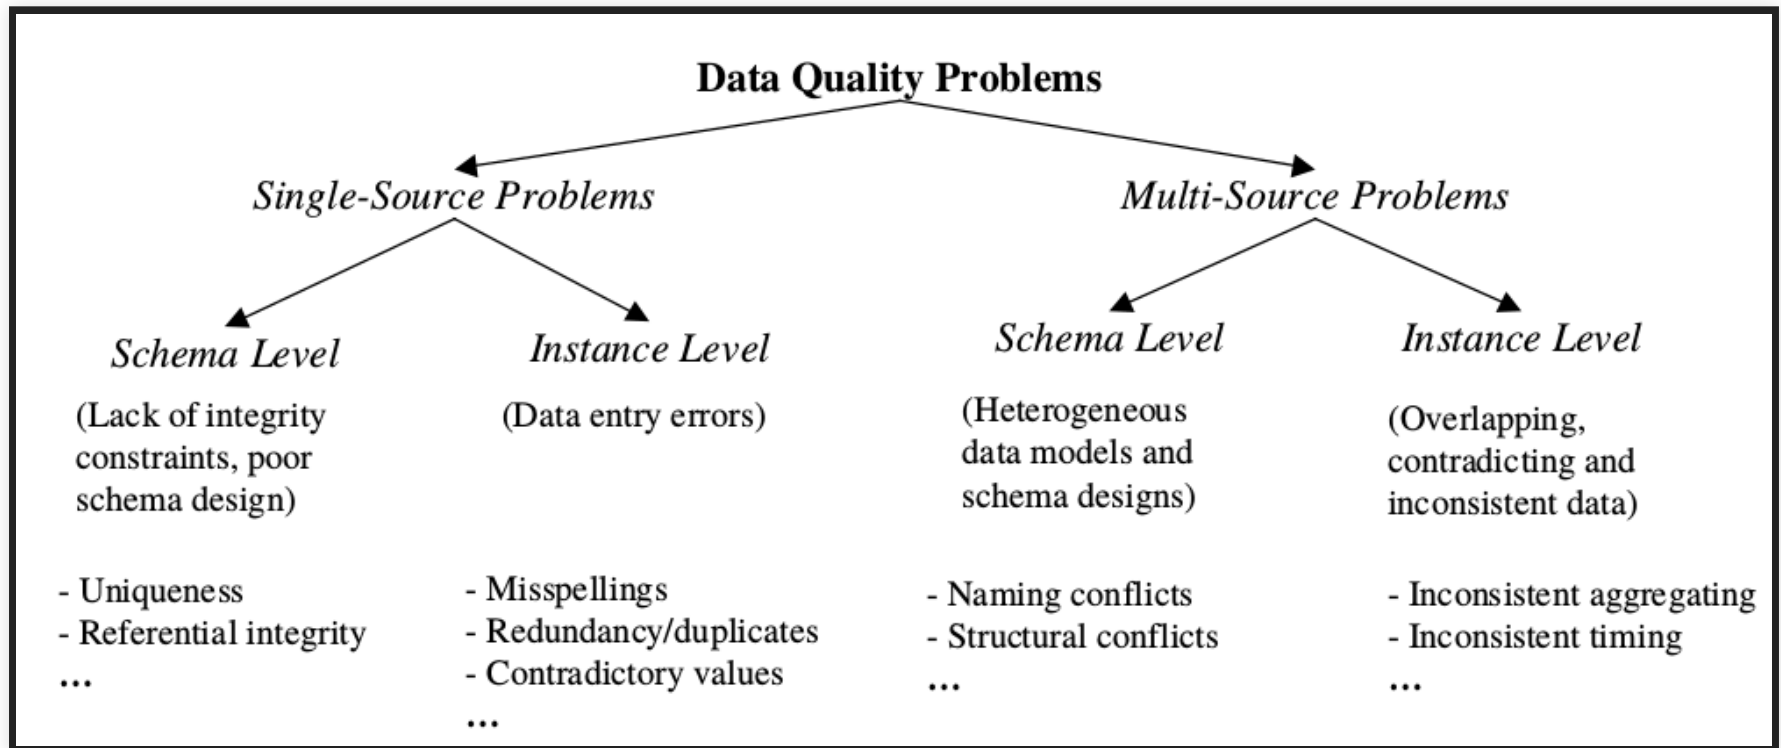 Data Quality Problems
Single-Source Problems
Multi-Source Problems
Schema Level
(Lack of integrity
constraints, poor
schema design)
- Uniqueness
- Referential integrity
...
Instance Level
(Data entry errors)
- Misspellings
- Redundancy/duplicates
- Contradictory values
...
Schema Level
(Heterogeneous
data models and
schema designs)
- Naming conflicts
- Structural conflicts
...
Instance Level
(Overlapping,
contradicting and
inconsistent data)
- Inconsistent aggregating
- Inconsistent timing
...